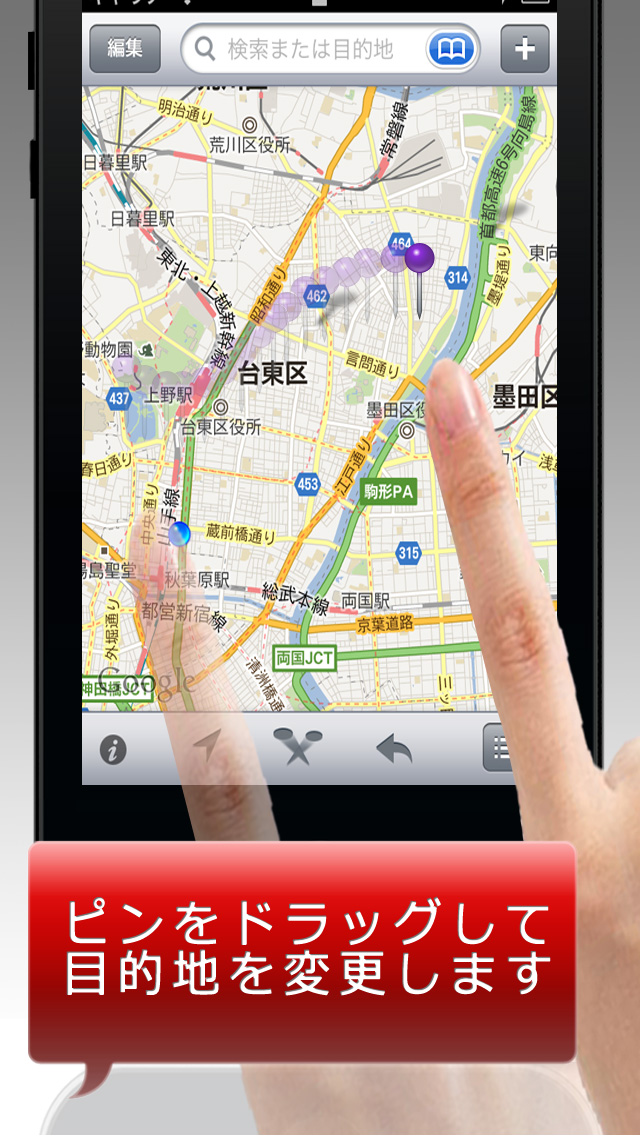 編集
検索または目的地
+
明治通り
荒川区役所
常磐線
日暮里駅
首都高速6号向島線
日暮里駅
東北・上越新幹線
464
314
墨堤通り
昭和通り
462
動物園
台東区
言問通り
437
上野駅
墨田区
台東区役所
春日通り
453
江戸通り
駒形PA
中央通り
山手線
蔵前橋通り
315
湯島聖堂
秋葉原駅
総武本線
両国駅
都営新宿線
京葉道路
外堀通り
両国JCT
清洲橋通
三ツ
神田橋JCT
Google
ピンをドラッグして
目的地を変更します